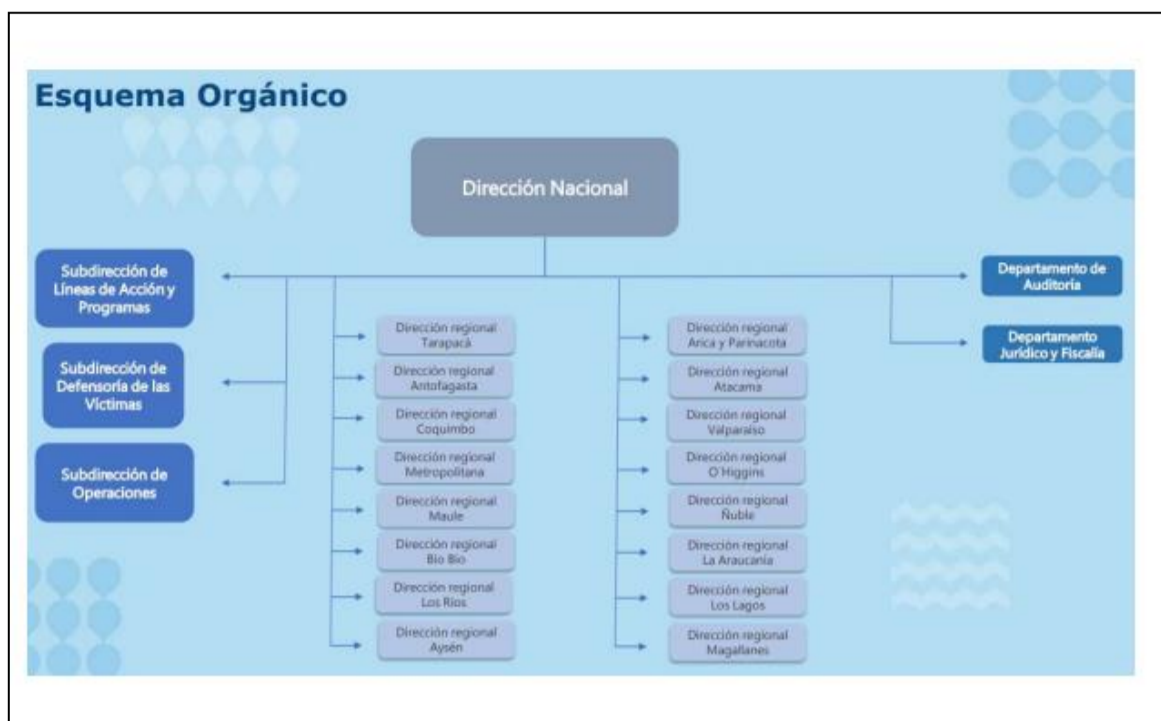 Esquema Orgánico
Dirección Nacional
Subdirección de
Líneas de Acción y
Programas
Subdirección de
Defensoría de las
Víctimas
Subdirección de
Operaciones
Dirección regional
Tarapacá
Dirección regional
Antofagasta
Dirección regional
Coquimbo
Dirección regional
Metropolitana
Dirección regional
Maule
Dirección regional
Bio Bio
Dirección regional
Los Ríos
Dirección regional
Aysén
Dirección regional
Arica y Parinacota
Dirección regional
Atacama
Dirección regional
Valparaíso
Dirección regional
O´Higgins
Dirección regional
Ñuble
Dirección regional
La Araucanía
Dirección regional
Los Lagos
Dirección regional
Magallanes
Departamento de
Auditoría
Departamento
Jurídico y Fiscalía